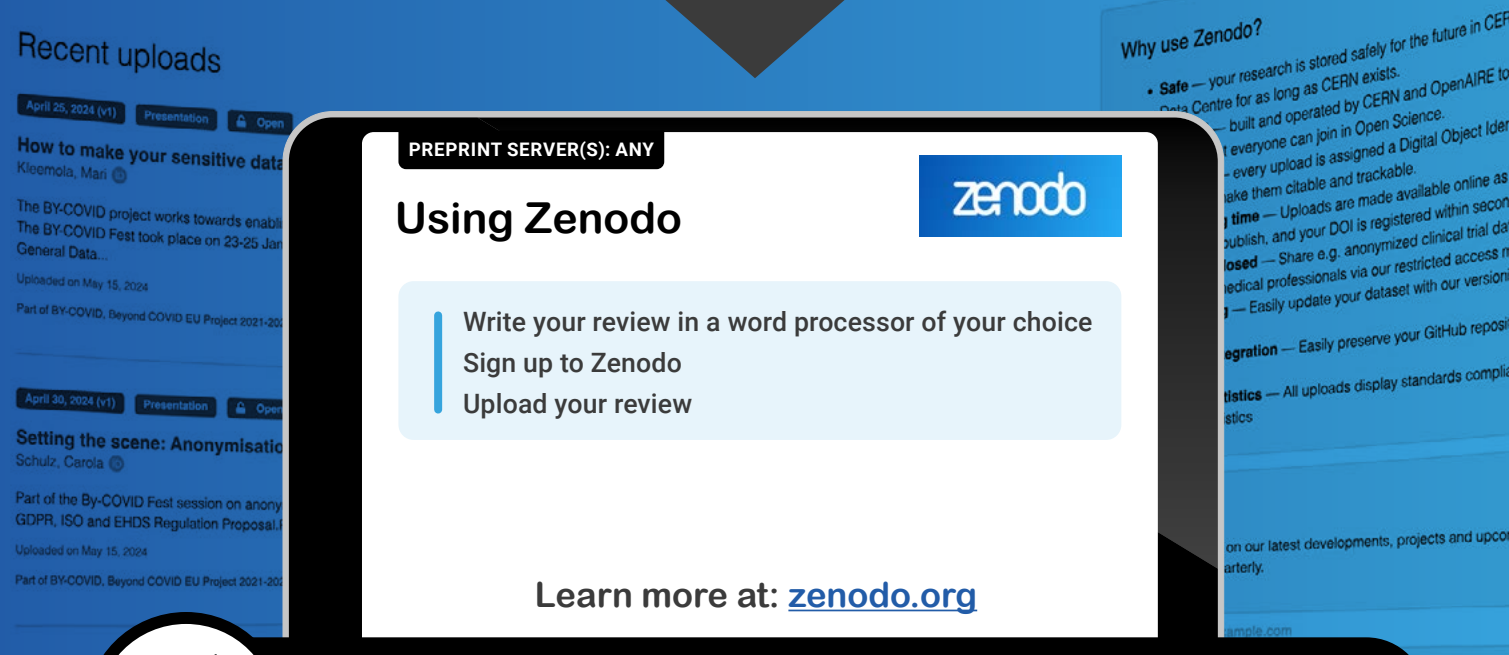 Recent uploads
April 25, 2024 (v1) Presentation Open
How to make your sensitive data
Kleemola, Mari
The BY-COVID project works towards enabli
The BY-COVID Fest took place on 23-25 Jan
General Data...
Uploaded on May 15, 2024
Part of BY-COVID, Beyond COVID EU Project 2021-202
April 30, 2024 (v1) Presentation Open
Setting the scene: Anonymisatio
Schulz, Carola
Part of the By-COVID Fest session on anony
GDPR, ISO and EHDS Regulation Proposal.
Uploaded on May 15, 2024
Part of BY-COVID, Beyond COVID EU Project 2021-202
PREPRINT SERVER(S): ANY
Using Zenodo
zenodo
Write your review in a word processor of your choice
Sign up to Zenodo
Upload your review
Learn more at: zenodo.org
Why use Zenodo?
• Safe — your research is stored safely for the future in CER
Data Centre for as long as CERN exists.
— built and operated by CERN and OpenAIRE to
everyone can join in Open Science.
— every upload is assigned a Digital Object Iden
make them citable and trackable.
time — Uploads are made available online as
publish, and your DOI is registered within secon
losed — Share e.g. anonymized clinical trial da
medical professionals via our restricted access m
— Easily update your dataset with our versioni
egration — Easily preserve your GitHub reposit
tistics — All uploads display standards complia
stics
on our latest developments, projects and upcom
arterly.
ample.com